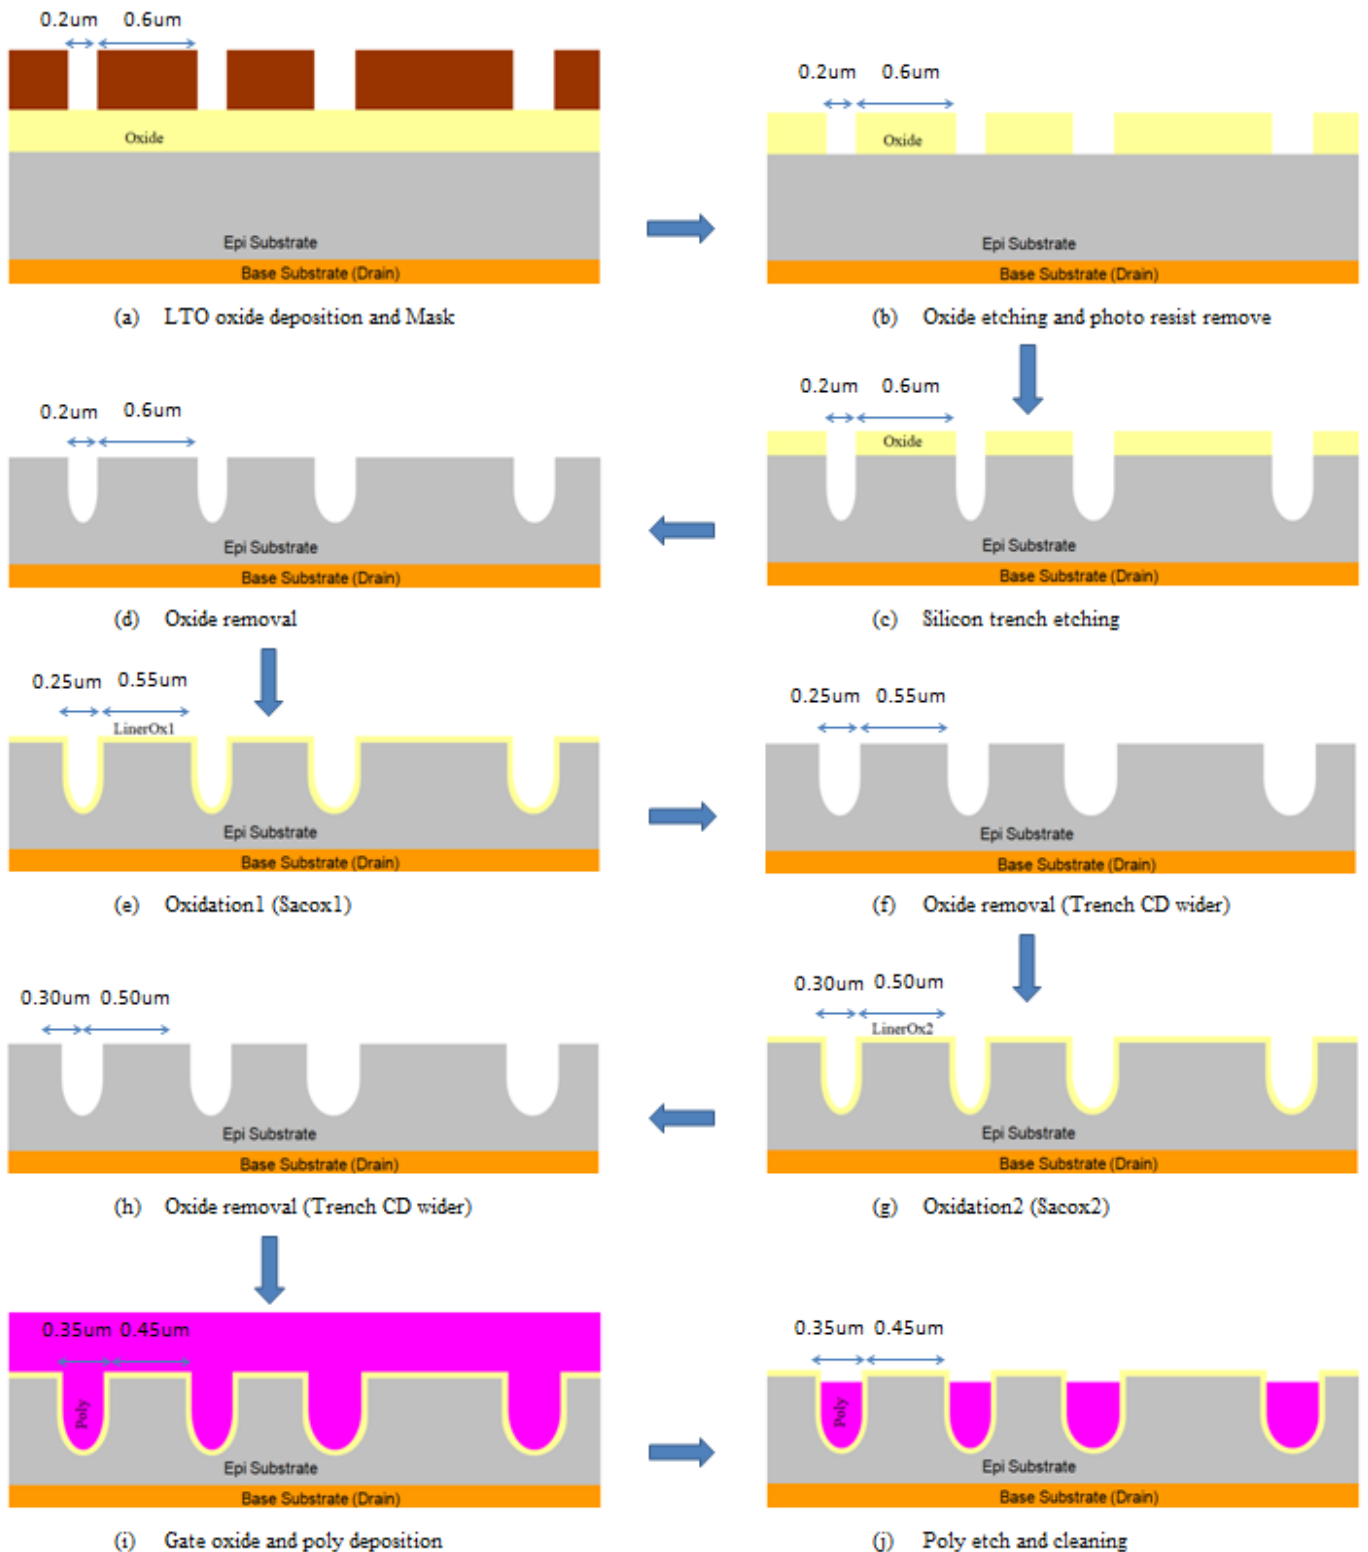 0.2um 0.6um
Oxide
Epi Substrate
Base Substrate (Drain)
(a) LTO oxide deposition and Mask
0.2um 0.6um
Oxide
Epi Substrate
Base Substrate (Drain)
(b) Oxide etching and photo resist remove
0.2um 0.6um
Oxide
Epi Substrate
Base Substrate (Drain)
(c) Silicon trench etching
0.2um 0.6um
Epi Substrate
Base Substrate (Drain)
(d) Oxide removal
0.25um 0.55um
LinerOx1
Epi Substrate
Base Substrate (Drain)
(e) Oxidation1 (Sacox1)
0.25um 0.55um
Epi Substrate
Base Substrate (Drain)
(f) Oxide removal (Trench CD wider)
0.30um 0.50um
LinerOx2
Epi Substrate
Base Substrate (Drain)
(g) Oxidation2 (Sacox2)
0.30um 0.50um
Epi Substrate
Base Substrate (Drain)
(h) Oxide removal (Trench CD wider)
0.35um 0.45um
Poly
Epi Substrate
Base Substrate (Drain)
(i) Gate oxide and poly deposition
0.35um 0.45um
Poly
Epi Substrate
Base Substrate (Drain)
(j) Poly etch and cleaning